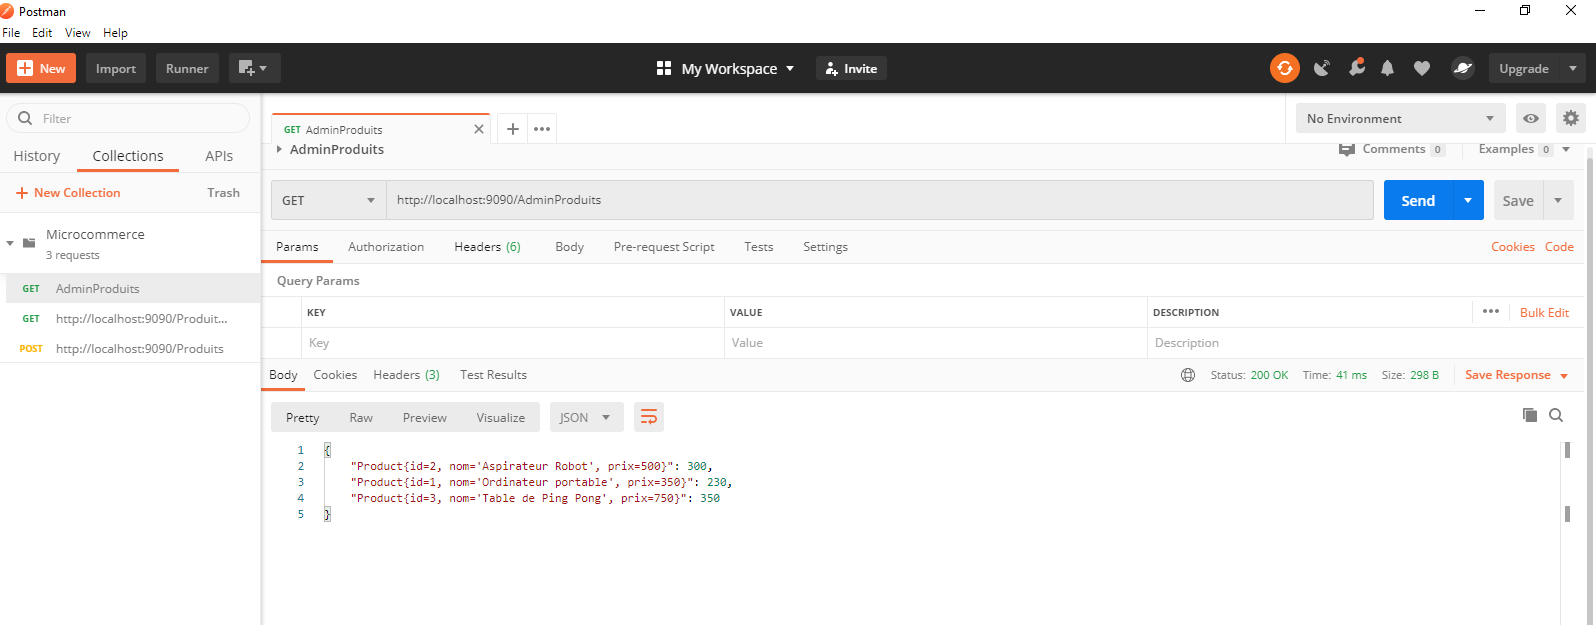 Postman
File Edit View Help
New Import Runner My Workspace Invite Upgrade
Filter
History Collections APIs
New Collection Trash
Microcommerce
3 requests
GET AdminProduits
GET http://localhost:9090/Produit...
POST http://localhost:9090/Produits
GET AdminProduits
No Environment
AdminProduits
Comments 0 Examples 0
GET http://localhost:9090/AdminProduits Send Save
Params Authorization Headers (6) Body Pre-request Script Tests Settings Cookies Code
Query Params
KEY VALUE DESCRIPTION Bulk Edit
Key Value Description
Body Cookies Headers (3) Test Results Status: 200 OK Time: 41 ms Size: 298 B Save Response
Pretty Raw Preview Visualize JSON
1 {
2 "Product{id=2, nom='Aspirateur Robot', prix=500}": 300,
3 "Product{id=1, nom='Ordinateur portable', prix=350}": 230,
4 "Product{id=3, nom='Table de Ping Pong', prix=750}": 350
5 }